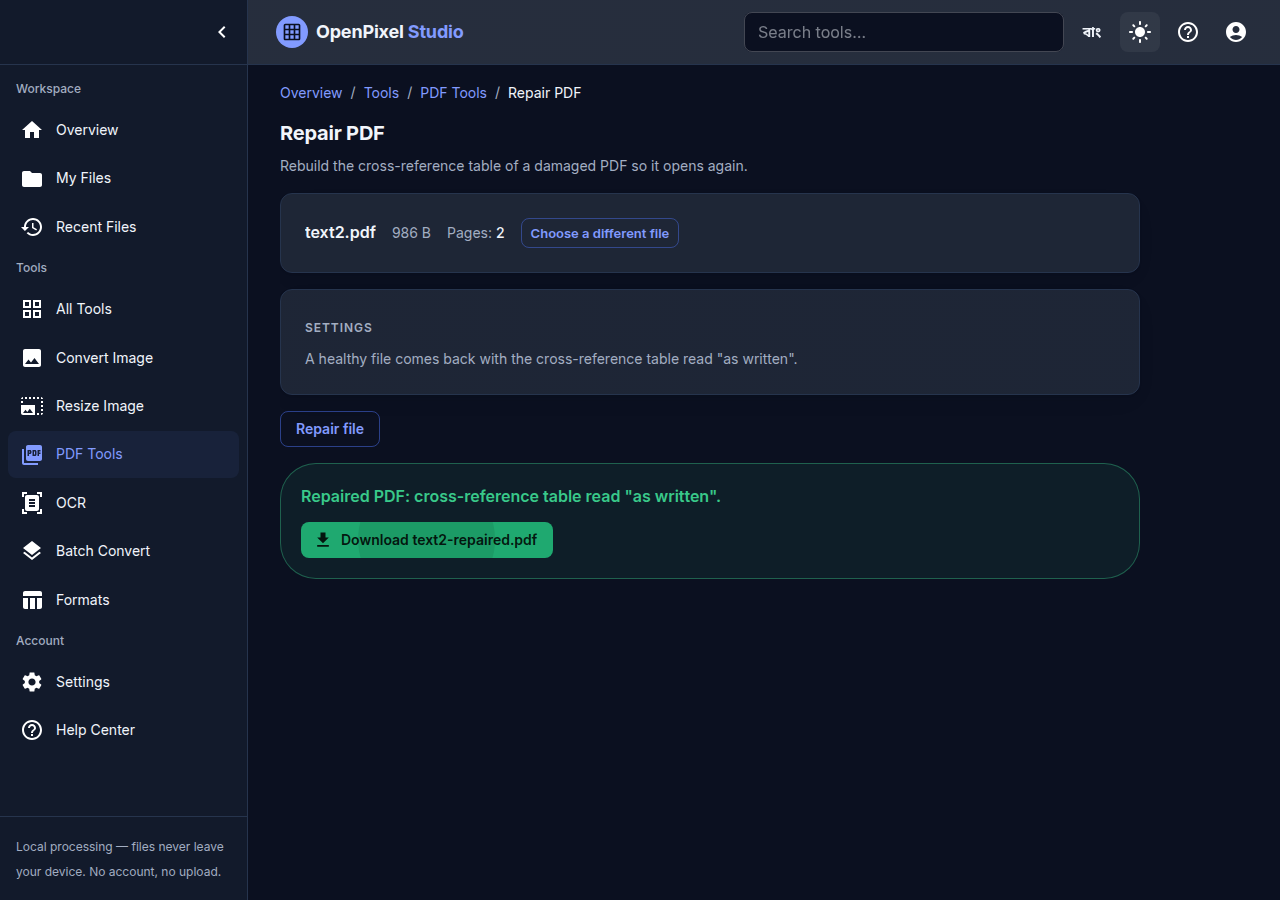 OpenPixel Studio
Search tools...
বাং
Workspace
Overview
My Files
Recent Files
Tools
All Tools
Convert Image
Resize Image
PDF
PDF Tools
OCR
Batch Convert
Formats
Account
Settings
Help Center
Local processing — files never leave
your device. No account, no upload.
Overview / Tools / PDF Tools / Repair PDF
Repair PDF
Rebuild the cross-reference table of a damaged PDF so it opens again.
text2.pdf 986 B Pages: 2 Choose a different file
SETTINGS
A healthy file comes back with the cross-reference table read "as written".
Repair file
Repaired PDF: cross-reference table read "as written".
Download text2-repaired.pdf